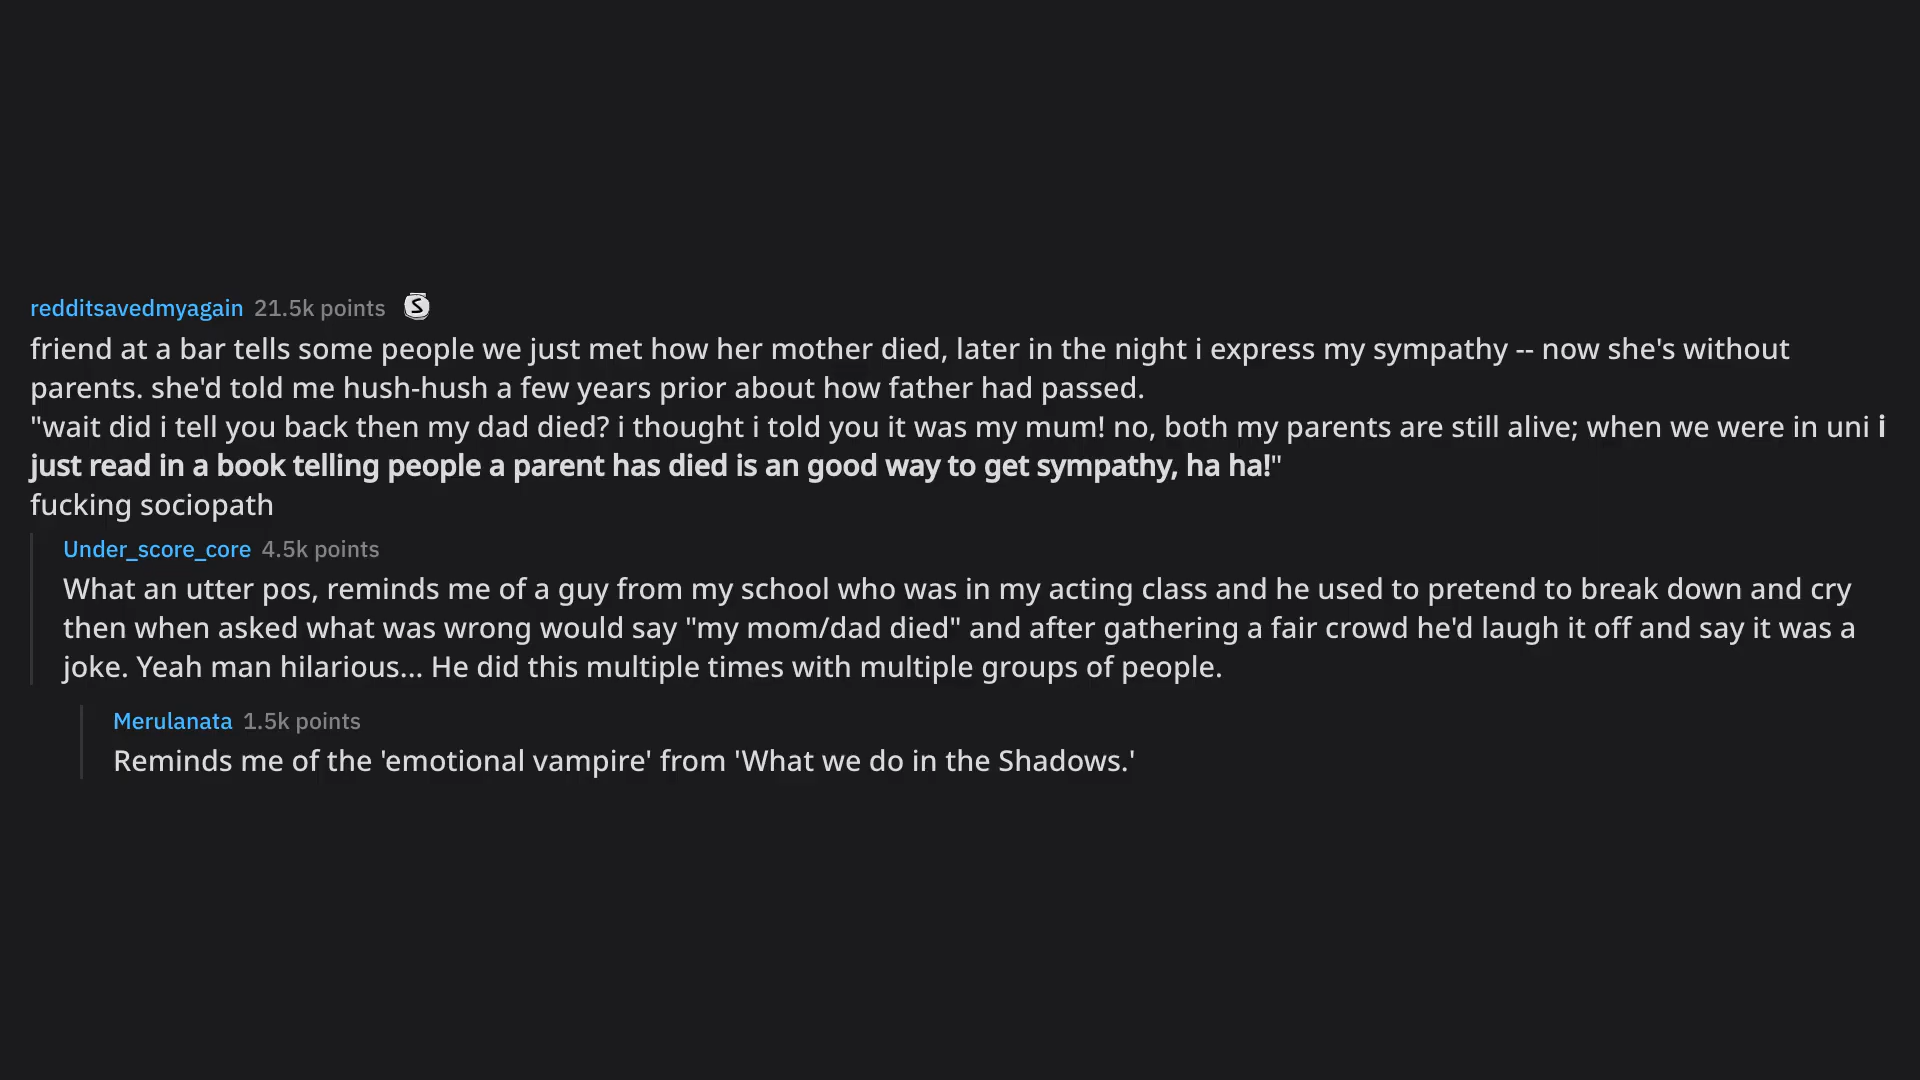 redditsavedmyagain 21.5k points S
friend at a bar tells some people we just met how her mother died, later in the night i express my sympathy -- now she's without
parents. she'd told me hush-hush a few years prior about how father had passed.
"wait did i tell you back then my dad died? i thought i told you it was my mum! no, both my parents are still alive; when we were in uni i
just read in a book telling people a parent has died is an good way to get sympathy, ha ha!"
fucking sociopath
Under_score_core 4.5k points
What an utter pos, reminds me of a guy from my school who was in my acting class and he used to pretend to break down and cry
then when asked what was wrong would say "my mom/dad died" and after gathering a fair crowd he'd laugh it off and say it was a
joke. Yeah man hilarious... He did this multiple times with multiple groups of people.
Merulanata 1.5k points
Reminds me of the 'emotional vampire' from 'What we do in the Shadows.'